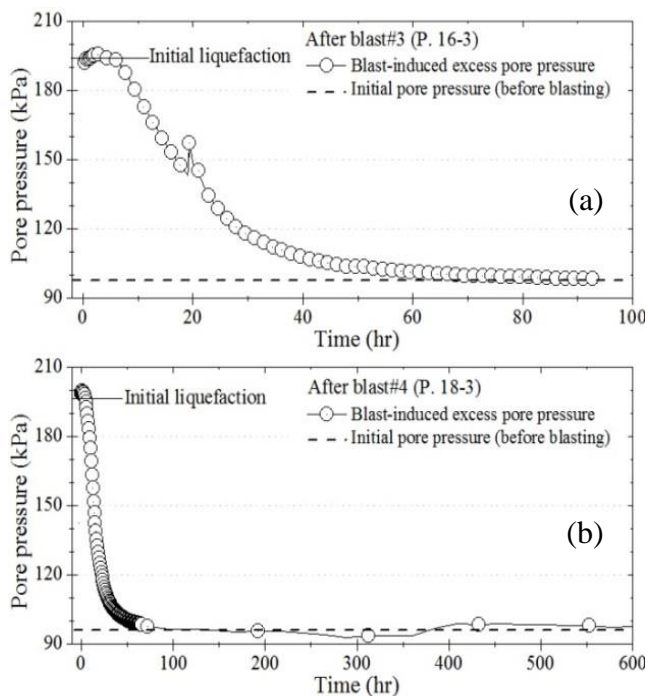 210
After blast#3 (P. 16-3)
Initial liquefaction
Blast-induced excess pore pressure
Initial pore pressure (before blasting)
180
150
120
90
Pore pressure (kPa)
(a)
0 20 40 60 80 100
Time (hr)
210
After blast#4 (P. 18-3)
Initial liquefaction
Blast-induced excess pore pressure
Initial pore pressure (before blasting)
180
150
120
90
Pore pressure (kPa)
(b)
0 100 200 300 400 500 600
Time (hr)